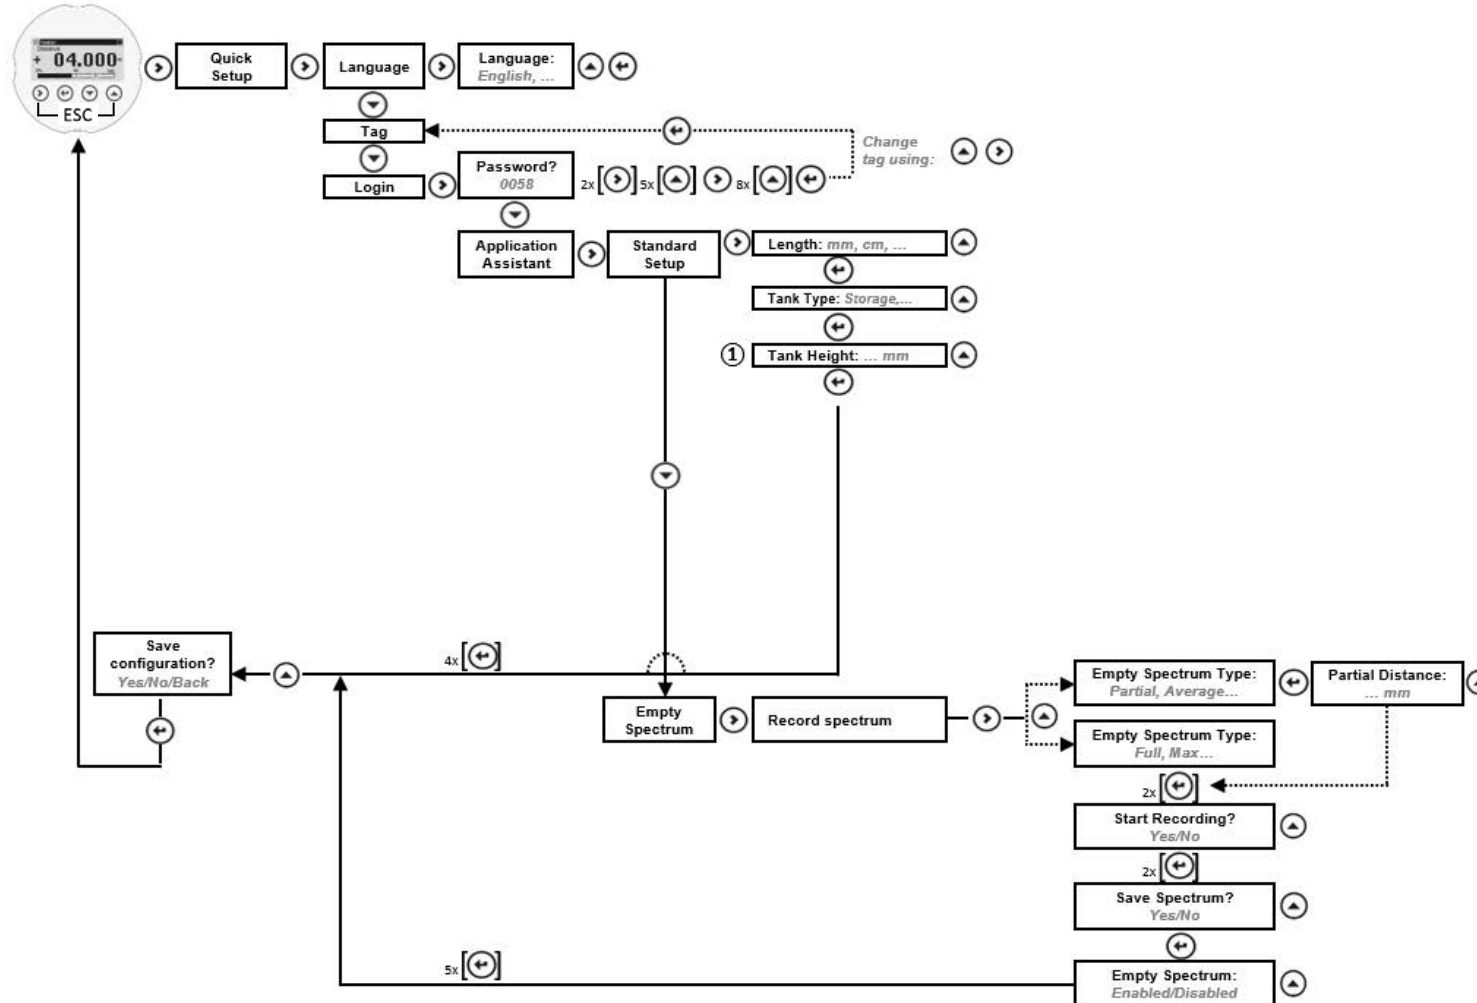 Distance
+ 04.000
ESC
Quick
Setup
Language
Language:
English, ...
Tag
Change
tag using:
Login
Password?
0058
2x [ ] 5x [ ] 8x [ ]
Application
Assistant
Standard
Setup
Length: mm, cm, ...
Tank Type: Storage,...
1 Tank Height: ... mm
Save
configuration?
Yes/No/Back
4x [ ]
Empty
Spectrum
Record spectrum
Empty Spectrum Type:
Partial, Average...
Partial Distance:
... mm
Empty Spectrum Type:
Full, Max...
2x [ ]
Start Recording?
Yes/No
2x [ ]
Save Spectrum?
Yes/No
5x [ ]
Empty Spectrum:
Enabled/Disabled